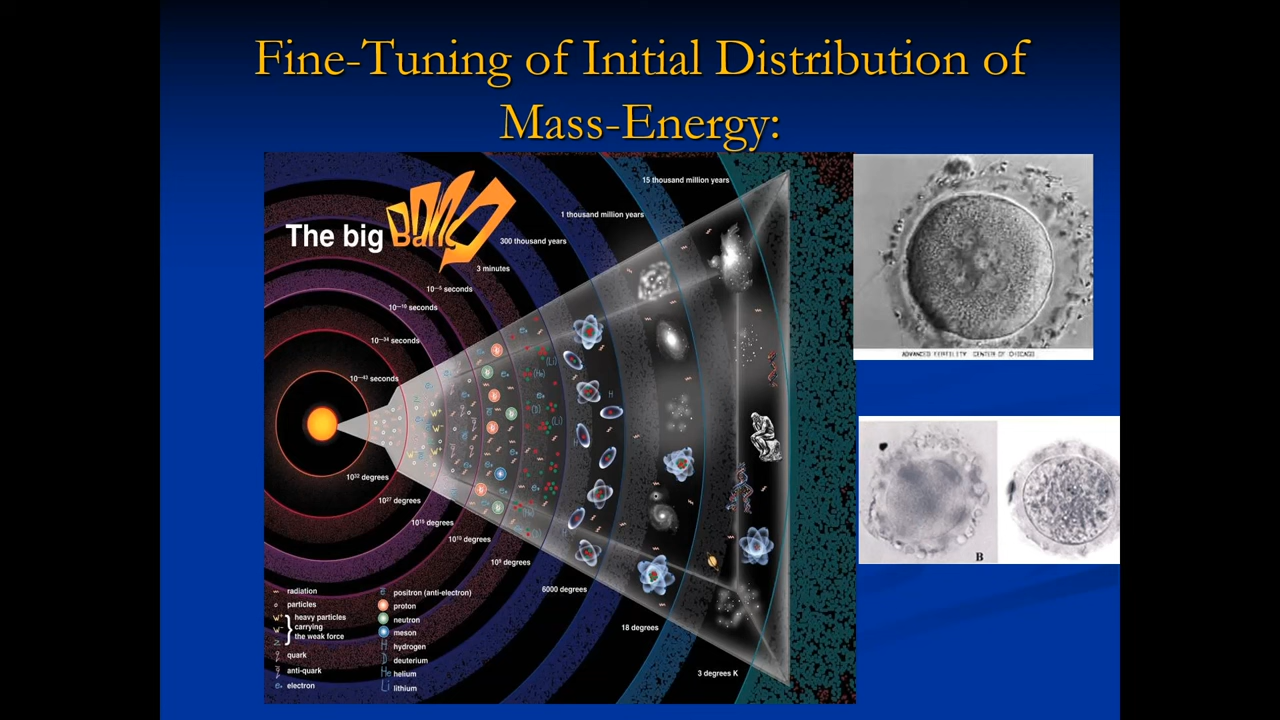 Fine-Tuning of Initial Distribution of
Mass-Energy:
The big Bang
15 thousand million years
1 thousand million years
300 thousand years
3 minutes
10⁻⁵ seconds
10⁻¹⁰ seconds
10⁻³⁴ seconds
10⁻⁴³ seconds
10³² degrees
10²⁷ degrees
10¹⁵ degrees
10¹⁰ degrees
10⁹ degrees
6000 degrees
18 degrees
3 degrees K
radiation
particles
W⁺
W⁻
Z
heavy particles
carrying
the weak force
quark
anti-quark
electron
positron (anti-electron)
proton
neutron
meson
H hydrogen
D deuterium
He helium
Li lithium
ADVANCED FERTILITY CENTER OF CHICAGO
B